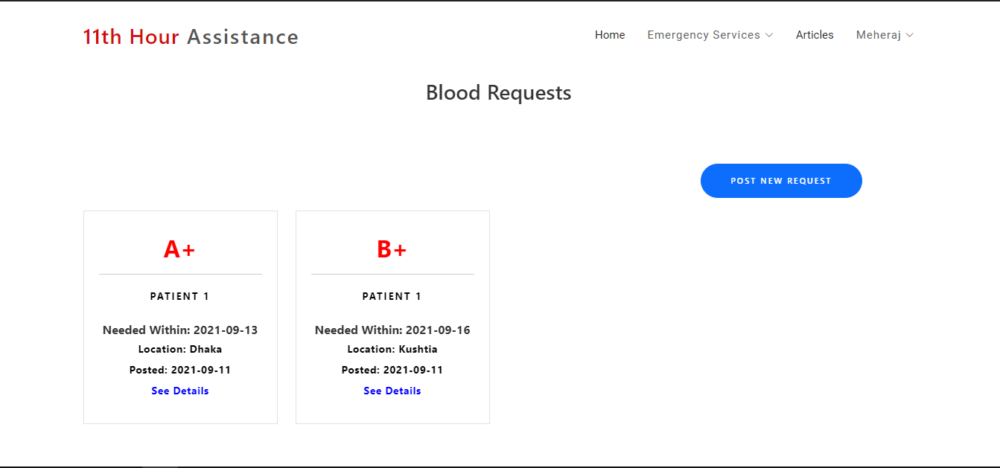 11th Hour Assistance
Home Emergency Services Articles Meheraj
Blood Requests
POST NEW REQUEST
A+
PATIENT 1
Needed Within: 2021-09-13
Location: Dhaka
Posted: 2021-09-11
See Details
B+
PATIENT 1
Needed Within: 2021-09-16
Location: Kushtia
Posted: 2021-09-11
See Details